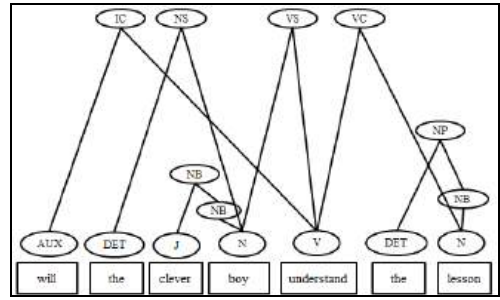 IC NS VS VC
NP
NB
NB NB
AUX DET J N V DET N
will the clever boy understand the lesson